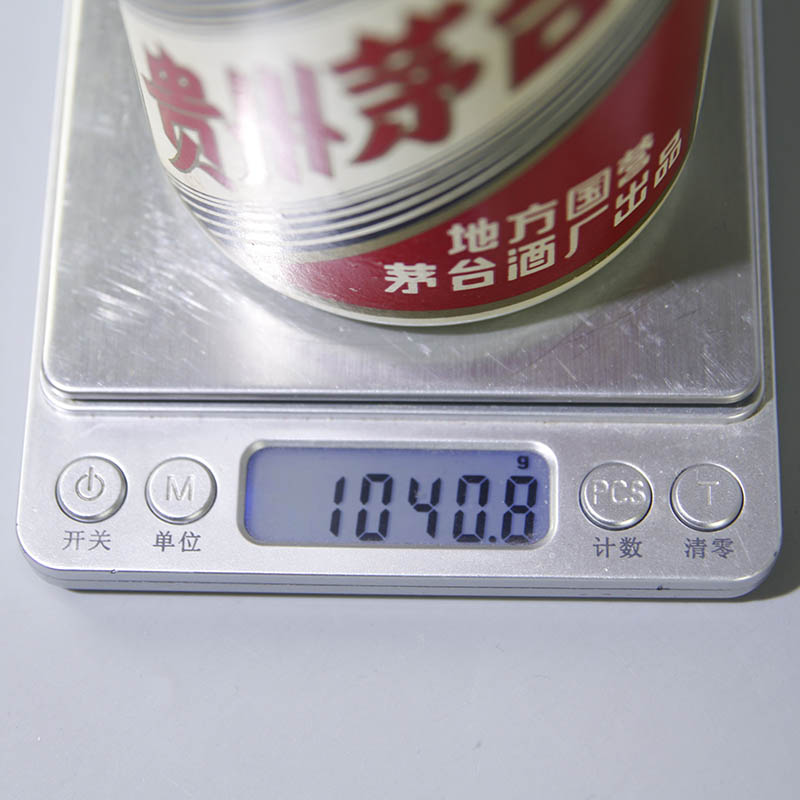 贵州茅台
地方国营
茅台酒厂出品
g
1040.8
M
PCS
T
开关
单位
计数
清零